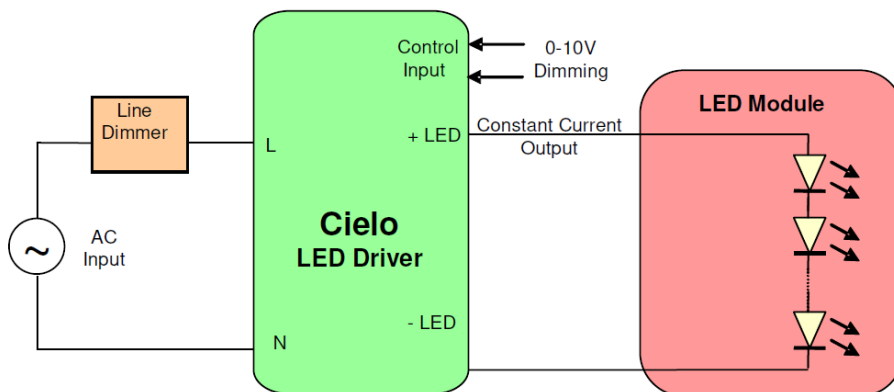 Control
Input
0-10V
Dimming
Line
Dimmer
LED Module
L
+ LED
Constant Current
Output
~
AC
Input
Cielo
LED Driver
- LED
N